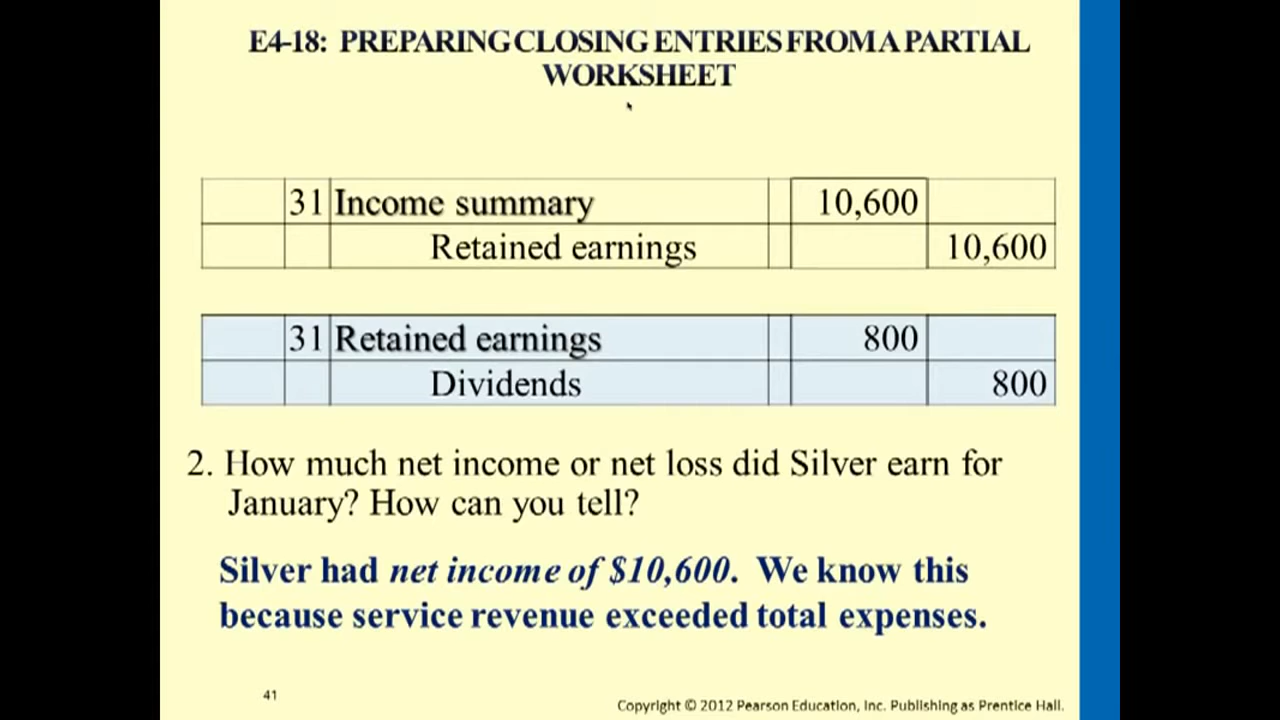 E4-18: PREPARING CLOSING ENTRIES FROM A PARTIAL
WORKSHEET
31 Income summary 10,600
Retained earnings 10,600
31 Retained earnings 800
Dividends 800
2. How much net income or net loss did Silver earn for
January? How can you tell?
Silver had net income of $10,600. We know this
because service revenue exceeded total expenses.
41
Copyright © 2012 Pearson Education, Inc. Publishing as Prentice Hall.